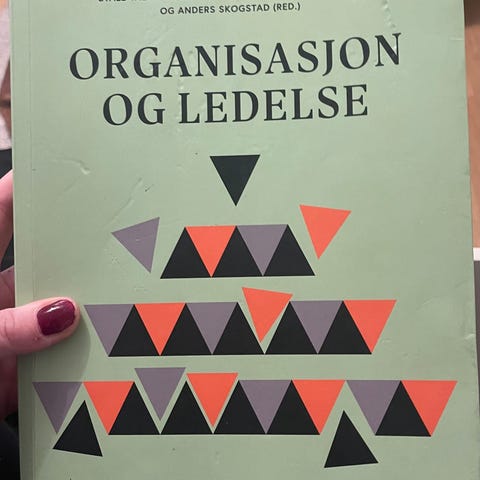 OG ANDERS SKOGSTAD (RED.)
ORGANISASJON
OG LEDELSE